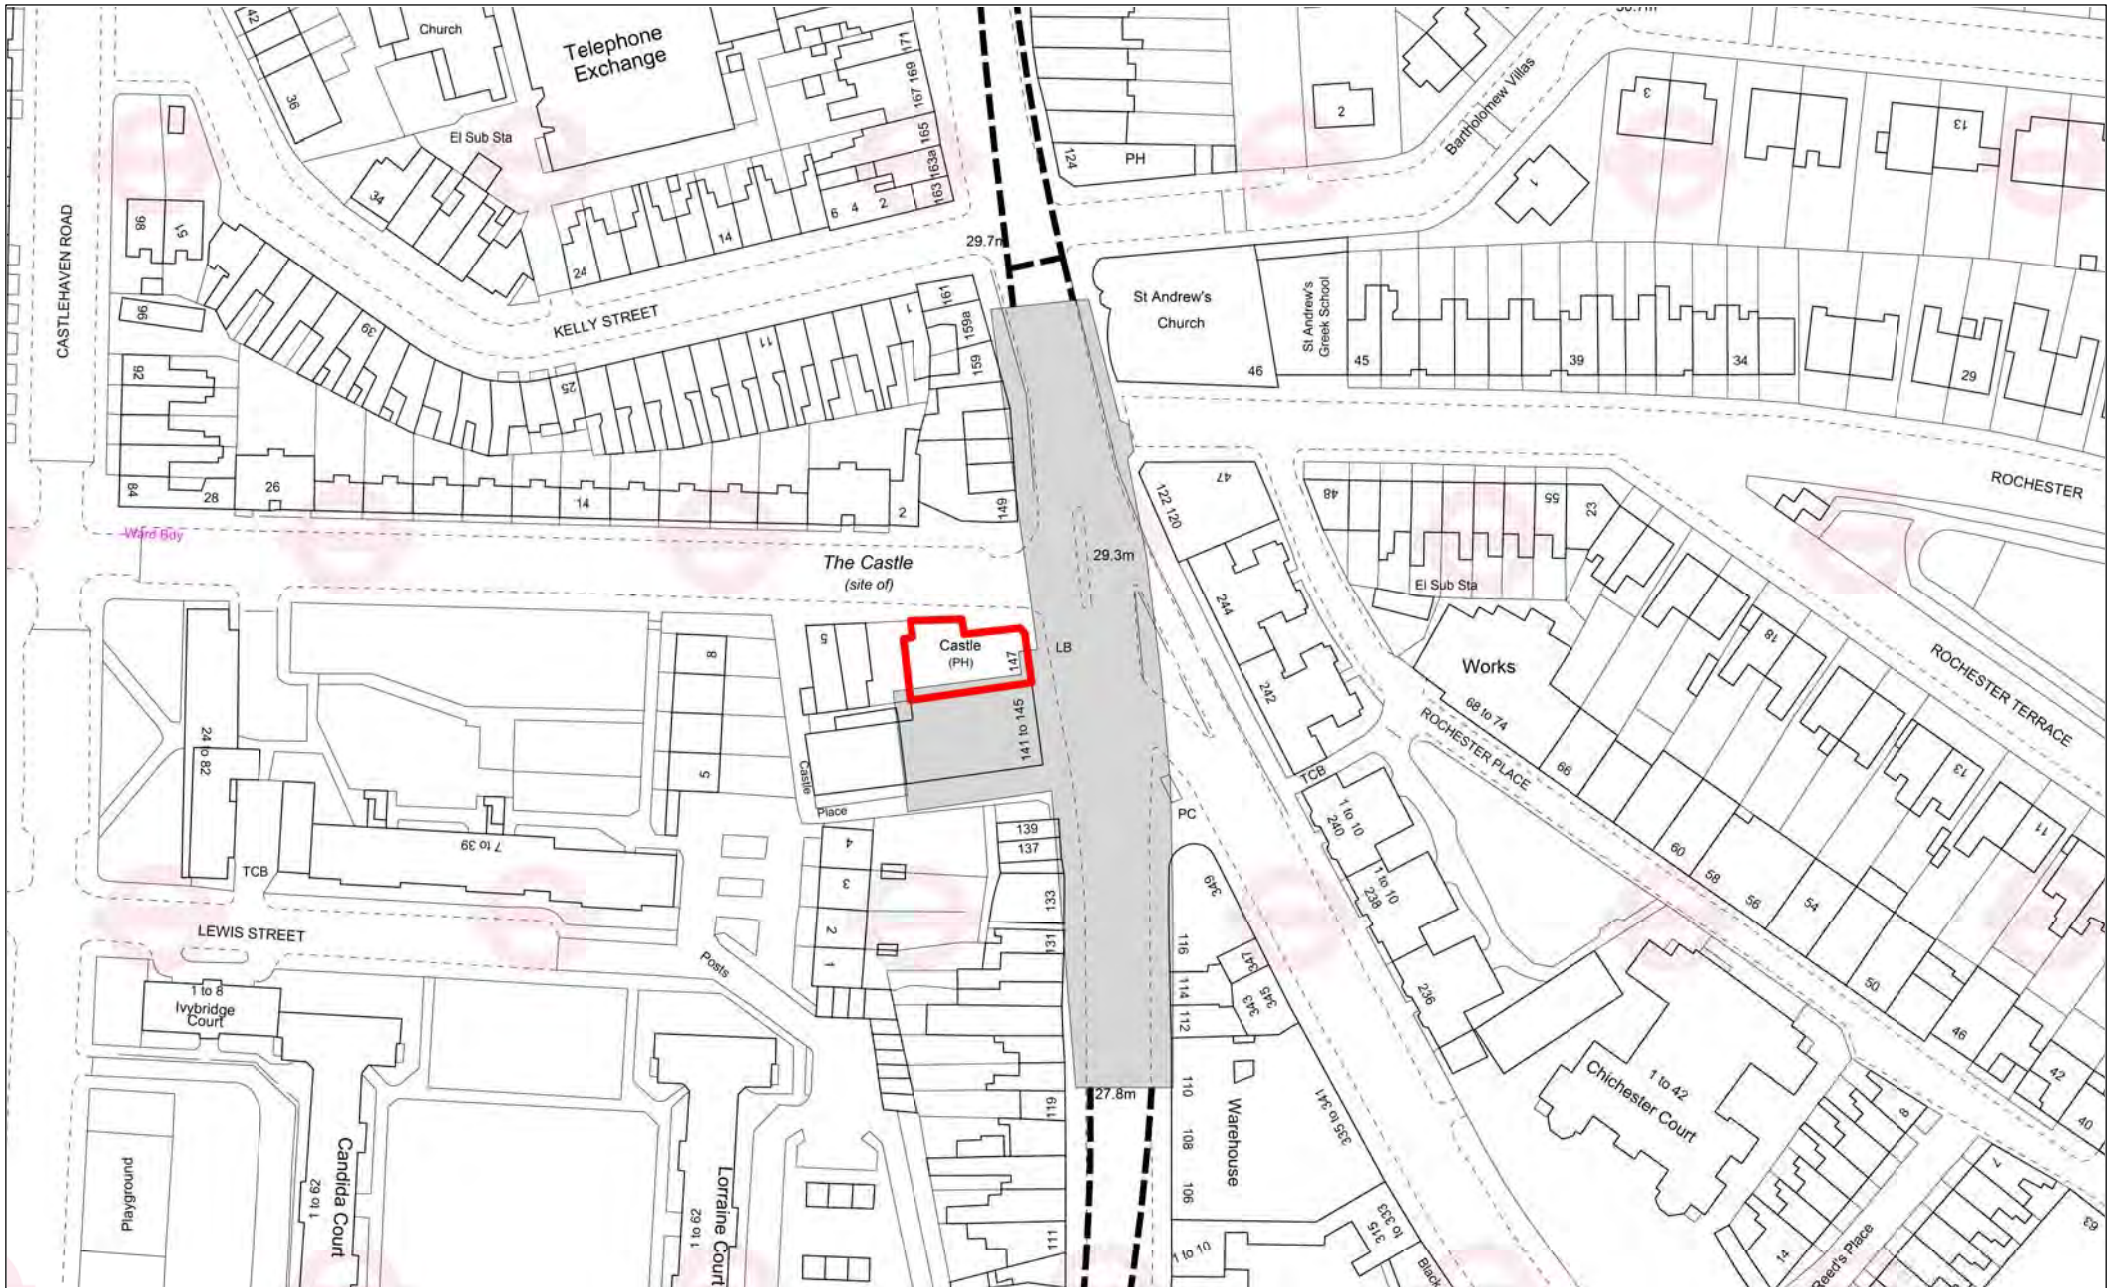 42
Church
Telephone
Exchange
171
167 169
165
163 163a
36
El Sub Sta
34
24
14
6
4
2
124
PH
2
Bartholomew Villas
3
13
1
CASTLEHAVEN ROAD
98
51
96
92
84
28
26
14
2
39
KELLY STREET
25
11
1
161
159a
159
149
29.7m
St Andrew's
Church
46
St Andrew's
Greek School
45
39
34
29
ROCHESTER
Ward Bdy
The Castle
(site of)
29.3m
122 120
47
48
55
23
El Sub Sta
244
242
Works
68 to 74
18
ROCHESTER TERRACE
ROCHESTER PLACE
66
13
11
60
58
56
54
50
46
42
40
5
Castle
(PH)
147
LB
141 to 145
8
5
24 to 82
Castle
Place
TCB
7 to 39
4
3
2
1
139
137
133
131
PC
TCB
1 to 10
240
1 to 10
238
236
349
116
347
345
343
114
112
LEWIS STREET
Posts
1 to 8
Ivybridge
Court
27.8m
110
108
106
Warehouse
335 to 341
1 to 42
Chichester Court
8
7
63
14
Reed's Place
Playground
1 to 62
Candida Court
1 to 62
Lorraine Court
119
111
1 to 10
315
to 333
Black